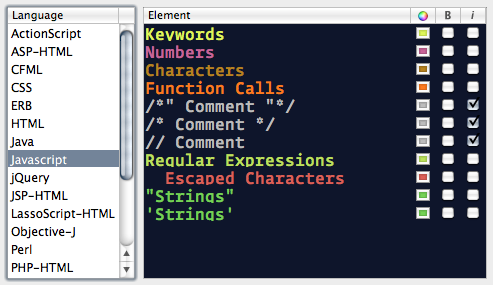 Language
ActionScript
ASP-HTML
CFML
CSS
ERB
HTML
Java
Javascript
jQuery
JSP-HTML
LassoScript-HTML
Objective-J
Perl
PHP-HTML
Element B i
Keywords
Numbers
Characters
Function Calls
/*" Comment "*/
/* Comment */
// Comment
Regular Expressions
Escaped Characters
"Strings"
'Strings'